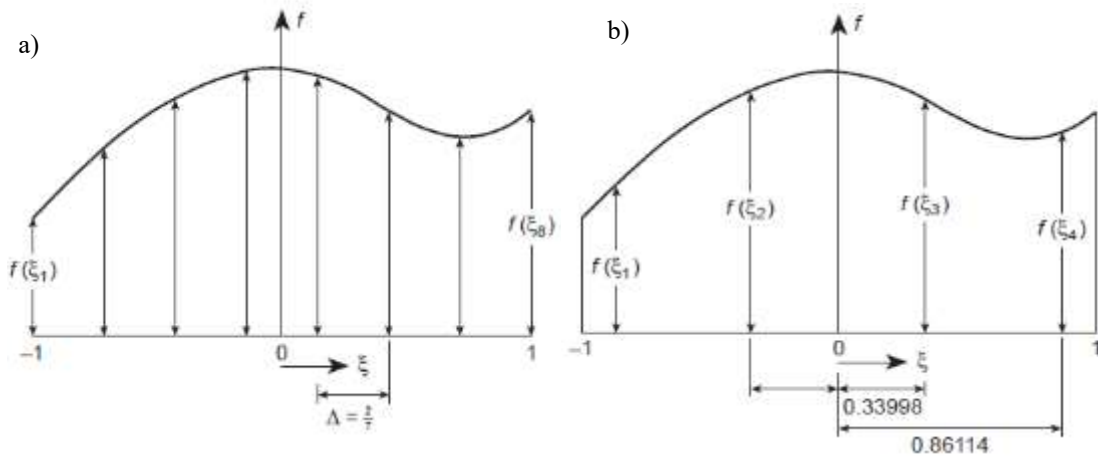 a)
f
f(ξ1)
f(ξ8)
–1
0
1
ξ
Δ = 2/7
b)
f
f(ξ1)
f(ξ2)
f(ξ3)
f(ξ4)
–1
0
1
ξ
0.33998
0.86114